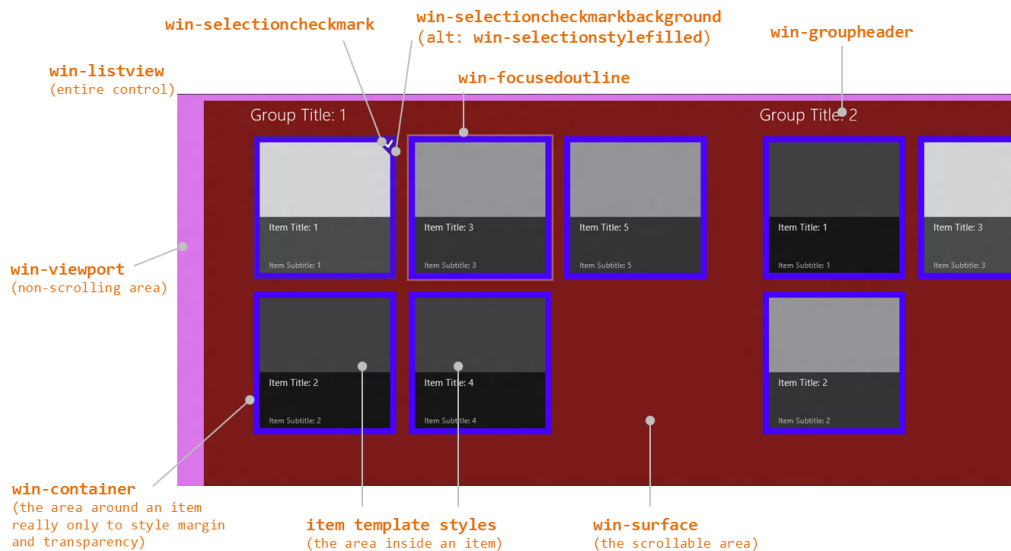 win-selectioncheckmark
win-selectioncheckmarkbackground
(alt: win-selectionstylefilled)
win-groupheader
win-listview
(entire control)
win-focusedoutline
Group Title: 1
Group Title: 2
Item Title: 1
Item Title: 3
Item Title: 5
Item Title: 1
Item Title: 3
Item Subtitle: 1
Item Subtitle: 3
Item Subtitle: 5
Item Subtitle: 1
Item Subtitle: 3
win-viewport
(non-scrolling area)
Item Title: 2
Item Title: 4
Item Title: 2
Item Subtitle: 2
Item Subtitle: 4
Item Subtitle: 2
win-container
(the area around an item
really only to style margin
and transparency)
item template styles
(the area inside an item)
win-surface
(the scrollable area)